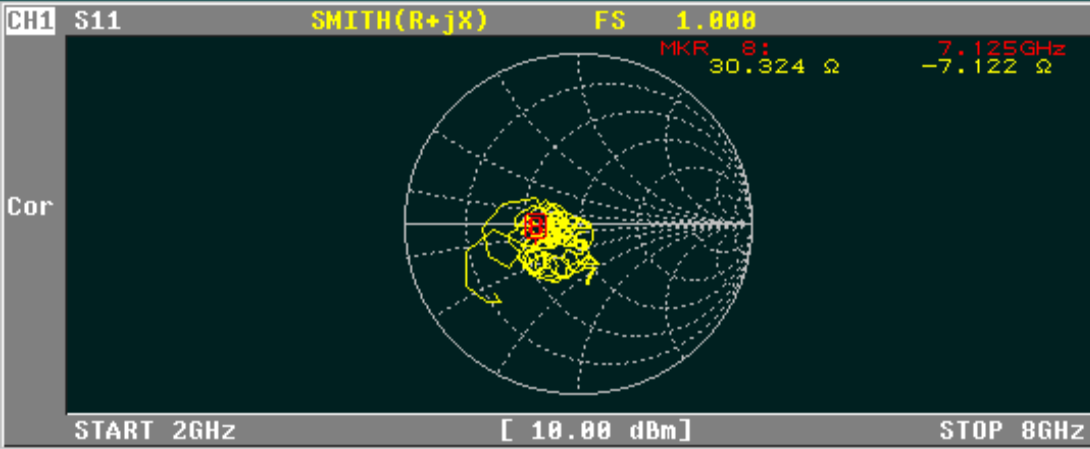 CH1 S11 SMITH(R+jX) FS 1.000
MKR 8: 7.125GHz
30.324 Ω -7.122 Ω
Cor
START 2GHz [ 10.00 dBm] STOP 8GHz